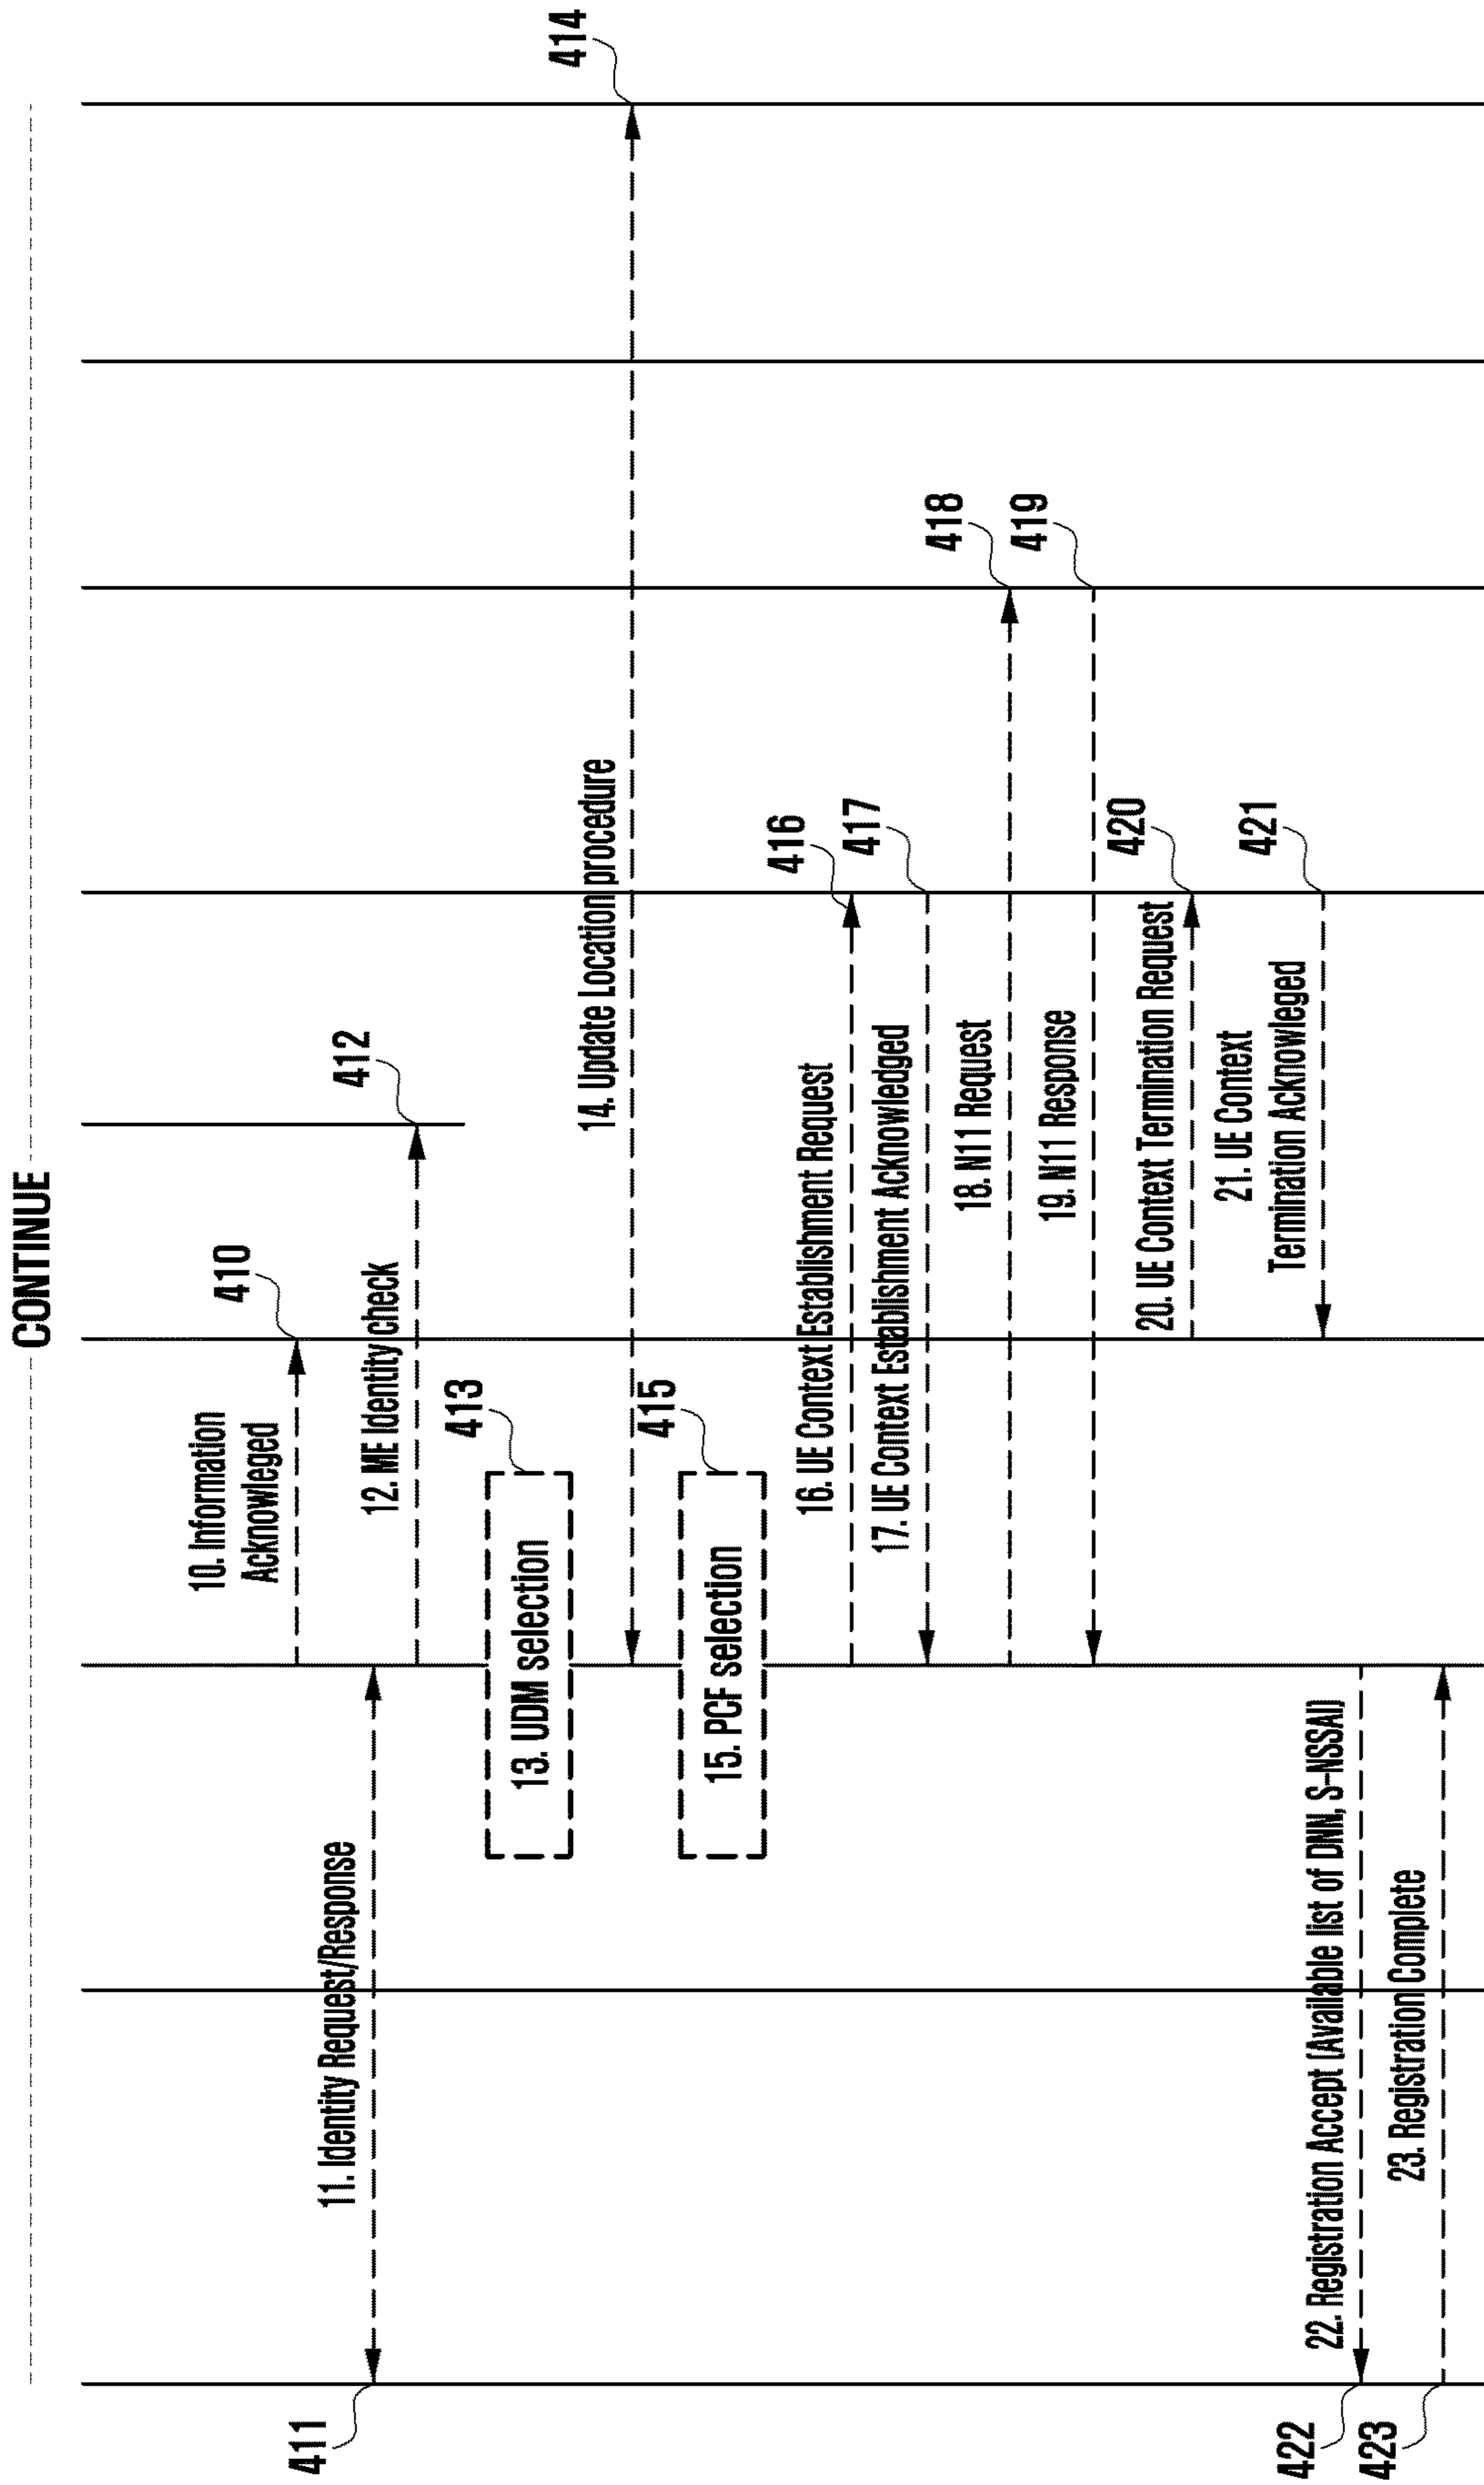 CONTINUE
10. Information
Acknowleged
410
11. Identity Request/Response
411
12. ME Identity check
412
13. UDM selection
413
14. Update Location procedure
414
15. PCF selection
415
16. UE Context Establishment Request
416
17. UE Context Establishment Acknowledged
417
18. N11 Request
418
19. N11 Response
419
20. UE Context Termination Request
420
21. UE Context
Termination Acknowleged
421
22. Registration Accept (Available list of DNN, S-NSSAI)
422
23. Registration Complete
423